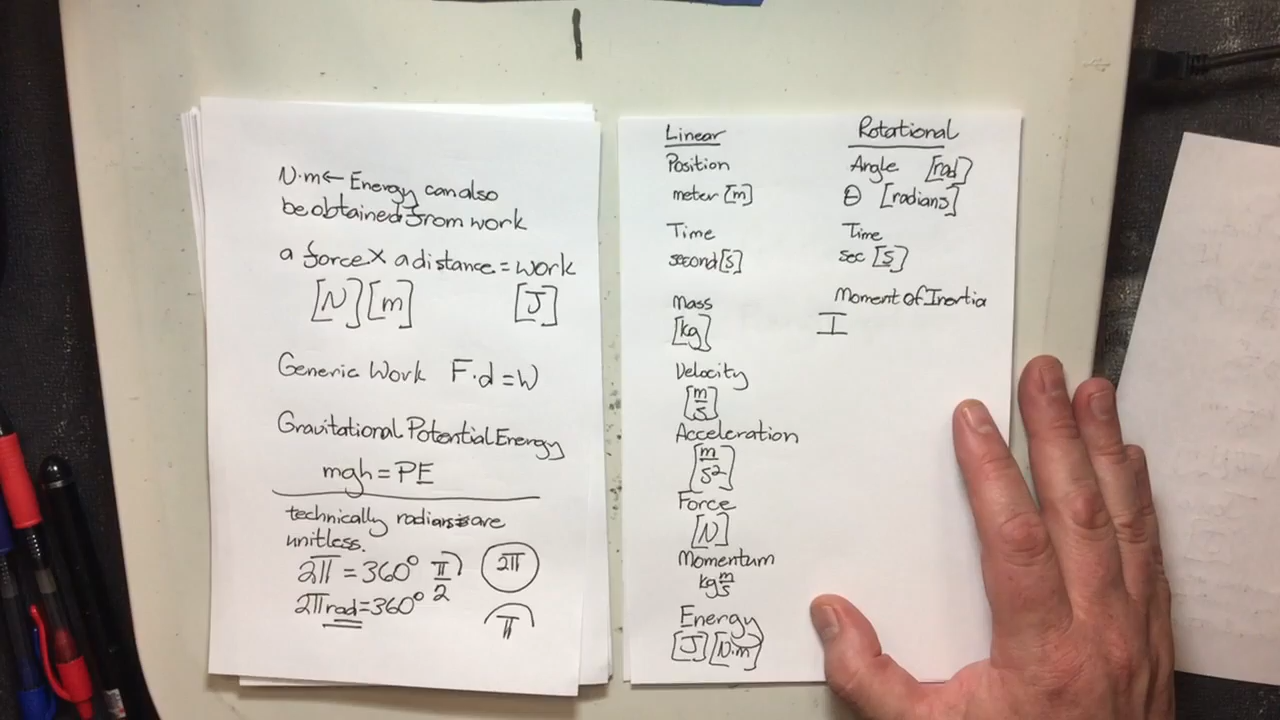 N·m ← Energy can also
be obtained from work
a force × a distance = work
[N][m] [J]
Generic Work F·d = W
Gravitational Potential Energy
mgh = PE
technically radians are
unitless.
2π = 360° π/2 2π
2π rad = 360° π
Linear
Position
meter [m]
Time
second [s]
Mass
[kg]
Velocity
[m/s]
Acceleration
[m/s²]
Force
[N]
Momentum
kg m/s
Energy
[J] [N·m]
Rotational
Angle [rad]
θ [radians]
Time
sec [s]
Moment of Inertia
I